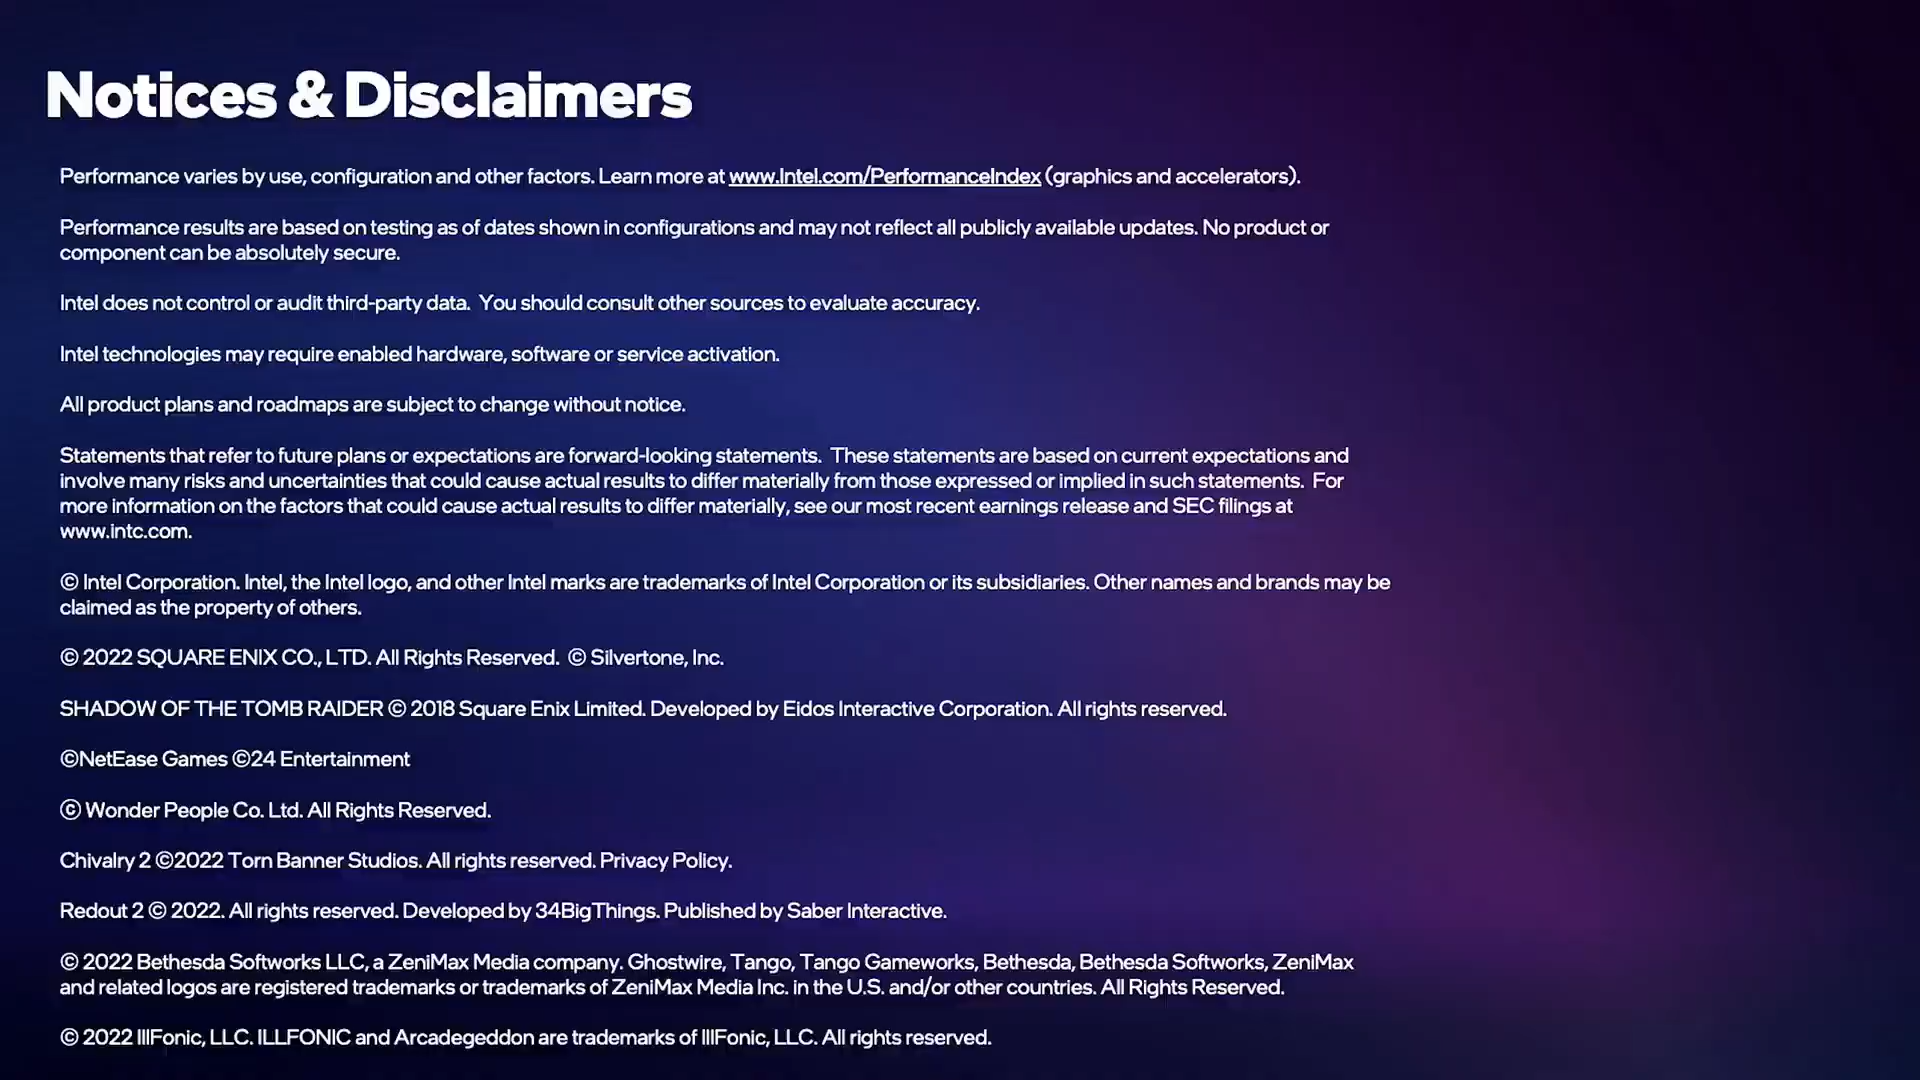 Notices & Disclaimers
Performance varies by use, configuration and other factors. Learn more at www.Intel.com/PerformanceIndex (graphics and accelerators).
Performance results are based on testing as of dates shown in configurations and may not reflect all publicly available updates. No product or
component can be absolutely secure.
Intel does not control or audit third-party data.  You should consult other sources to evaluate accuracy.
Intel technologies may require enabled hardware, software or service activation.
All product plans and roadmaps are subject to change without notice.
Statements that refer to future plans or expectations are forward-looking statements.  These statements are based on current expectations and
involve many risks and uncertainties that could cause actual results to differ materially from those expressed or implied in such statements.  For
more information on the factors that could cause actual results to differ materially, see our most recent earnings release and SEC filings at
www.intc.com.
© Intel Corporation. Intel, the Intel logo, and other Intel marks are trademarks of Intel Corporation or its subsidiaries. Other names and brands may be
claimed as the property of others.
© 2022 SQUARE ENIX CO., LTD. All Rights Reserved.  © Silvertone, Inc.
SHADOW OF THE TOMB RAIDER © 2018 Square Enix Limited. Developed by Eidos Interactive Corporation. All rights reserved.
©NetEase Games ©24 Entertainment
ⓒ Wonder People Co. Ltd. All Rights Reserved.
Chivalry 2 ©2022 Torn Banner Studios. All rights reserved. Privacy Policy.
Redout 2 © 2022. All rights reserved. Developed by 34BigThings. Published by Saber Interactive.
© 2022 Bethesda Softworks LLC, a ZeniMax Media company. Ghostwire, Tango, Tango Gameworks, Bethesda, Bethesda Softworks, ZeniMax
and related logos are registered trademarks or trademarks of ZeniMax Media Inc. in the U.S. and/or other countries. All Rights Reserved.
© 2022 IllFonic, LLC. ILLFONIC and Arcadegeddon are trademarks of IllFonic, LLC. All rights reserved.